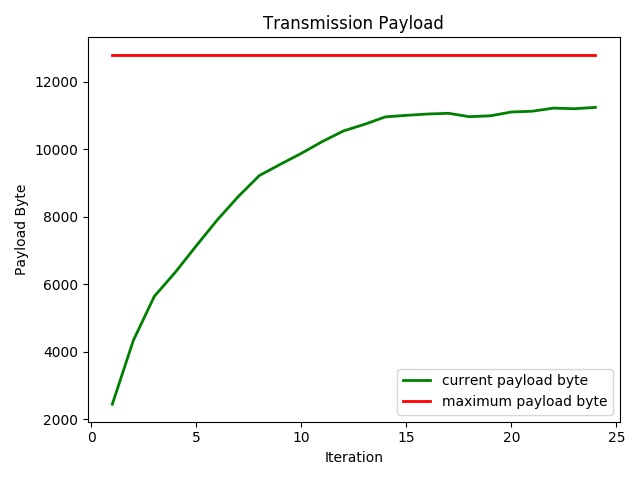 Transmission Payload
Payload Byte
12000
10000
8000
6000
4000
2000
0
5
10
15
20
25
Iteration
current payload byte
maximum payload byte